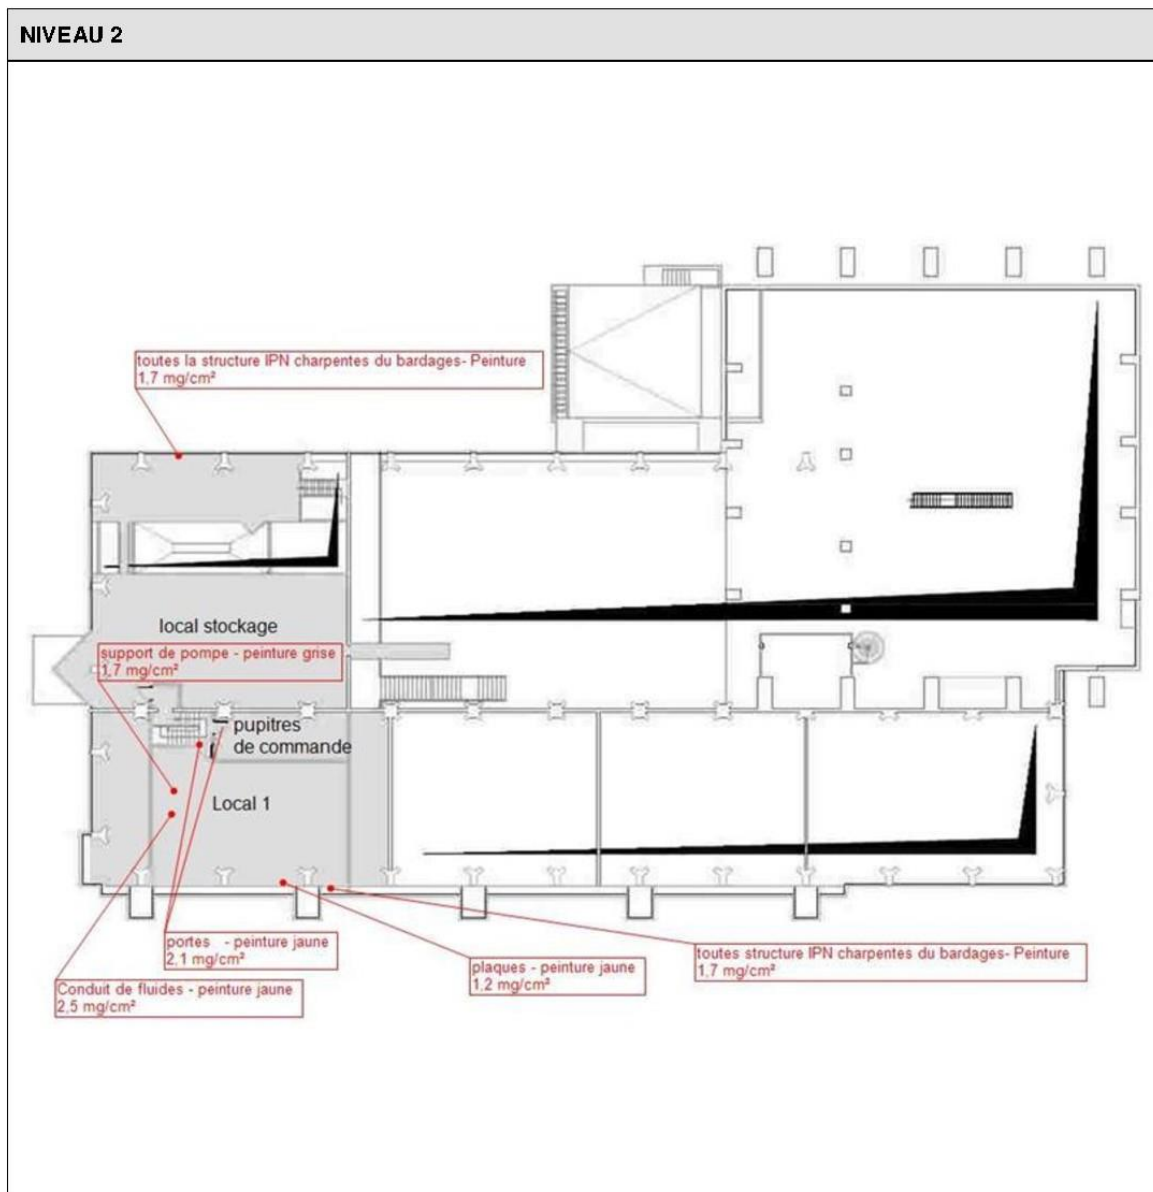 NIVEAU 2
toutes la structure IPN charpentes du bardages- Peinture
1,7 mg/cm²
local stockage
support de pompe - peinture grise
1,7 mg/cm²
pupitres
de commande
Local 1
portes - peinture jaune
2,1 mg/cm²
toutes structure IPN charpentes du bardages- Peinture
1,7 mg/cm²
plaques - peinture jaune
1,2 mg/cm²
Conduit de fluides - peinture jaune
2,5 mg/cm²